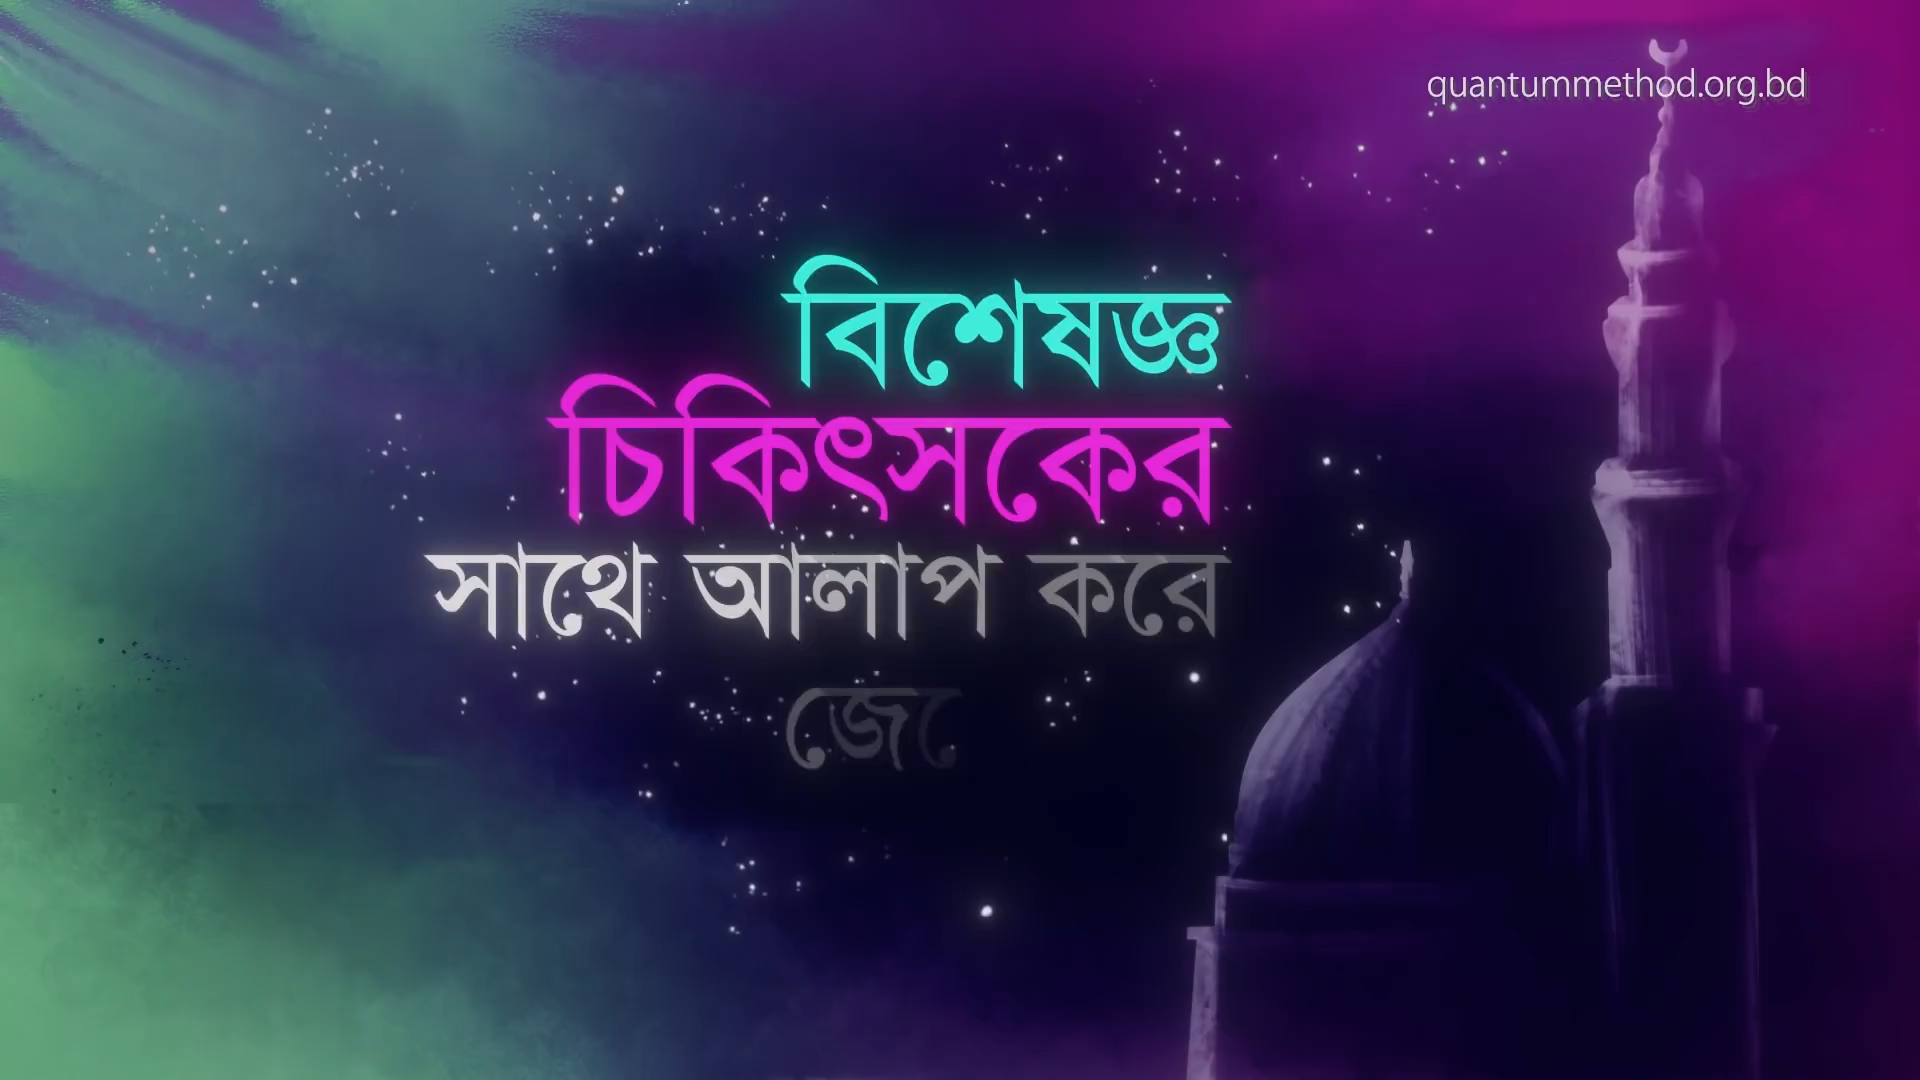 quantummethod.org.bd
বিশেষজ্ঞ
চিকিৎসকের
সাথে আলাপ করে